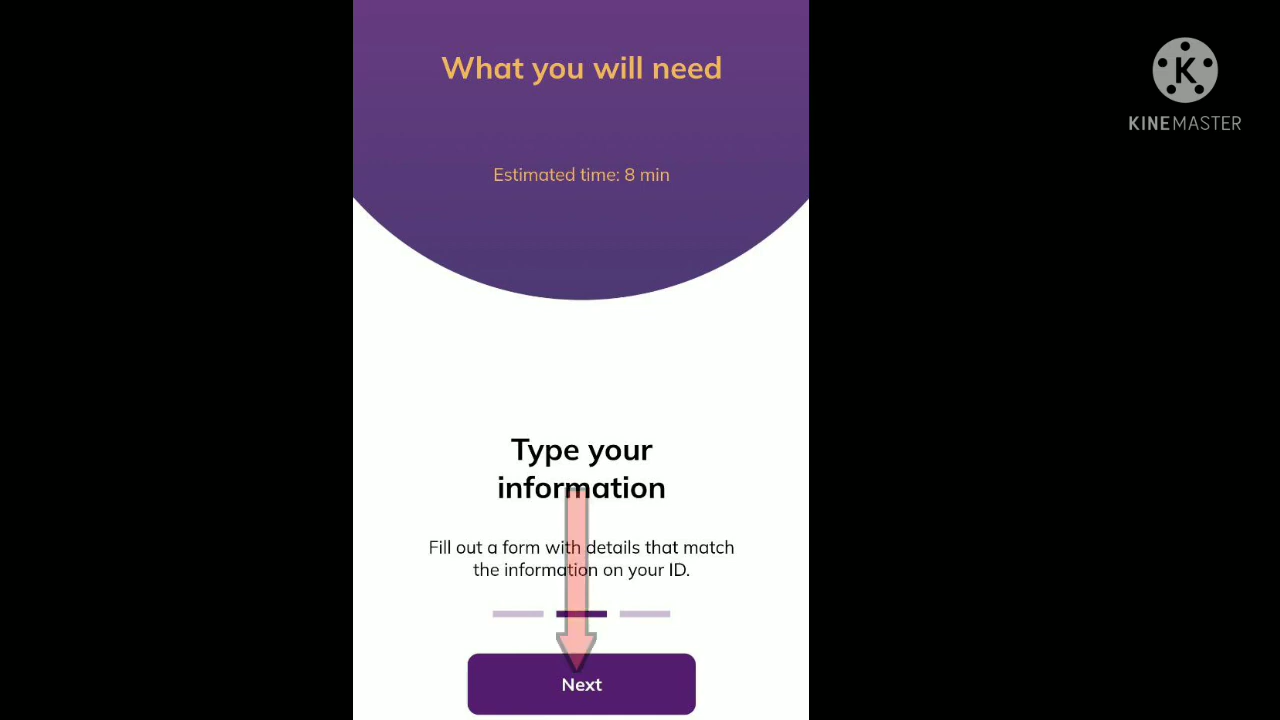 What you will need
Estimated time: 8 min
Type your
information
Fill out a form with details that match
the information on your ID.
Next
K
KINEMASTER